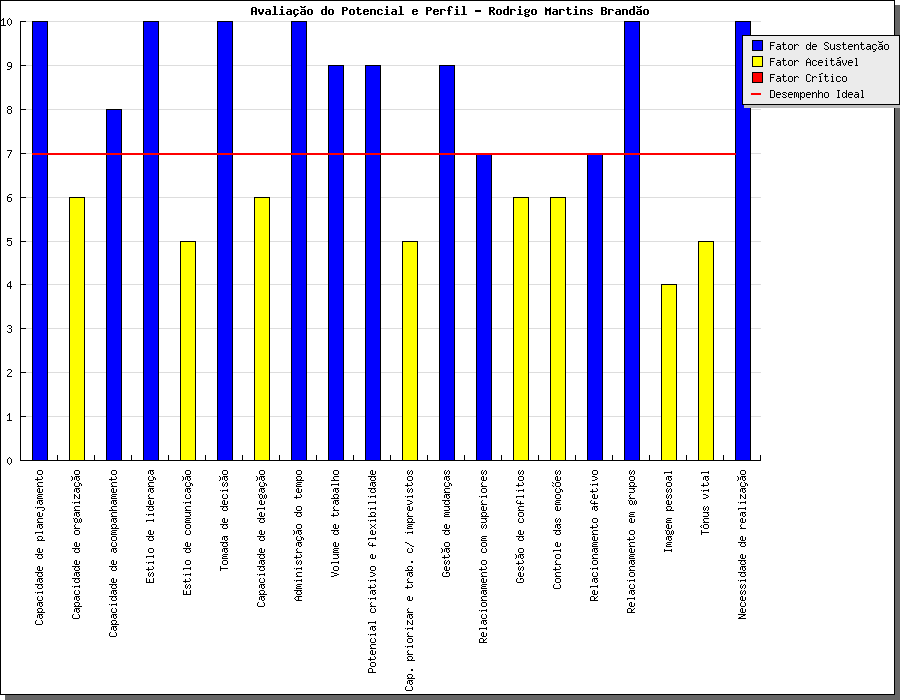 Avaliação do Potencial e Perfil - Rodrigo Martins Brandão
Fator de Sustentação
Fator Aceitável
Fator Crítico
Desempenho Ideal
10
9
8
7
6
5
4
3
2
1
0
Capacidade de planejamento
Capacidade de organização
Capacidade de acompanhamento
Estilo de liderança
Estilo de comunicação
Tomada de decisão
Capacidade de delegação
Administração do tempo
Volume de trabalho
Potencial criativo e flexibilidade
Cap. priorizar e trab. c/ imprevistos
Gestão de mudanças
Relacionamento com superiores
Gestão de conflitos
Controle das emoções
Relacionamento afetivo
Relacionamento em grupos
Imagem pessoal
Tônus vital
Necessidade de realização